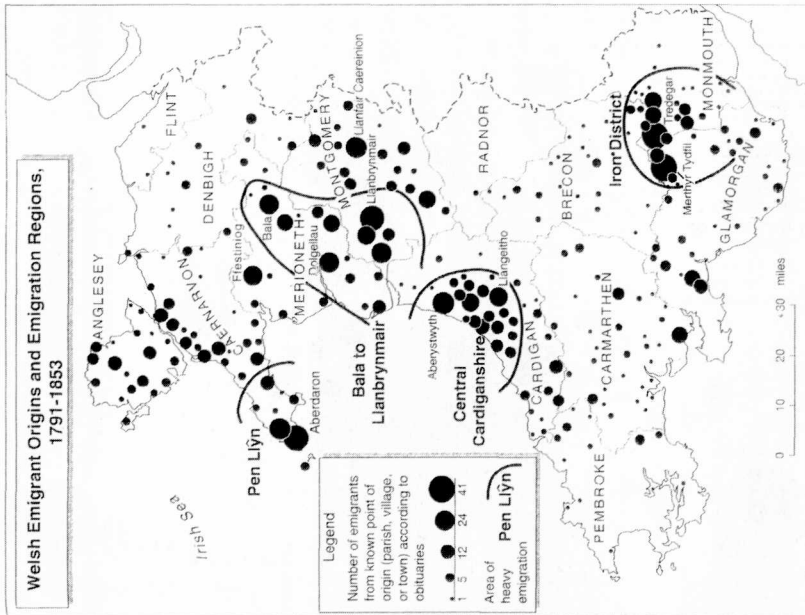 Welsh Emigrant Origins and Emigration Regions,
1791-1853
Irish Sea
ANGLESEY
CAERNARVON
DENBIGH
FLINT
Ffestiniog
Bala
MERIONETH
Dolgellau
MONTGOMERY
Llanfair Caereinion
Llanbrynmair
Pen Llŷn
Aberdaron
Bala to
Llanbrynmair
RADNOR
Aberystwyth
Llangeitho
Central
Cardiganshire
CARDIGAN
BRECON
Iron District
Tredegar
Merthyr Tydfil
MONMOUTH
GLAMORGAN
CARMARTHEN
PEMBROKE
Legend
Number of emigrants
from known point of
origin (parish, village,
or town) according to
obituaries
1 5 12 24 41
Area of
heavy
emigration
Pen Llŷn
0 10 20 30
miles